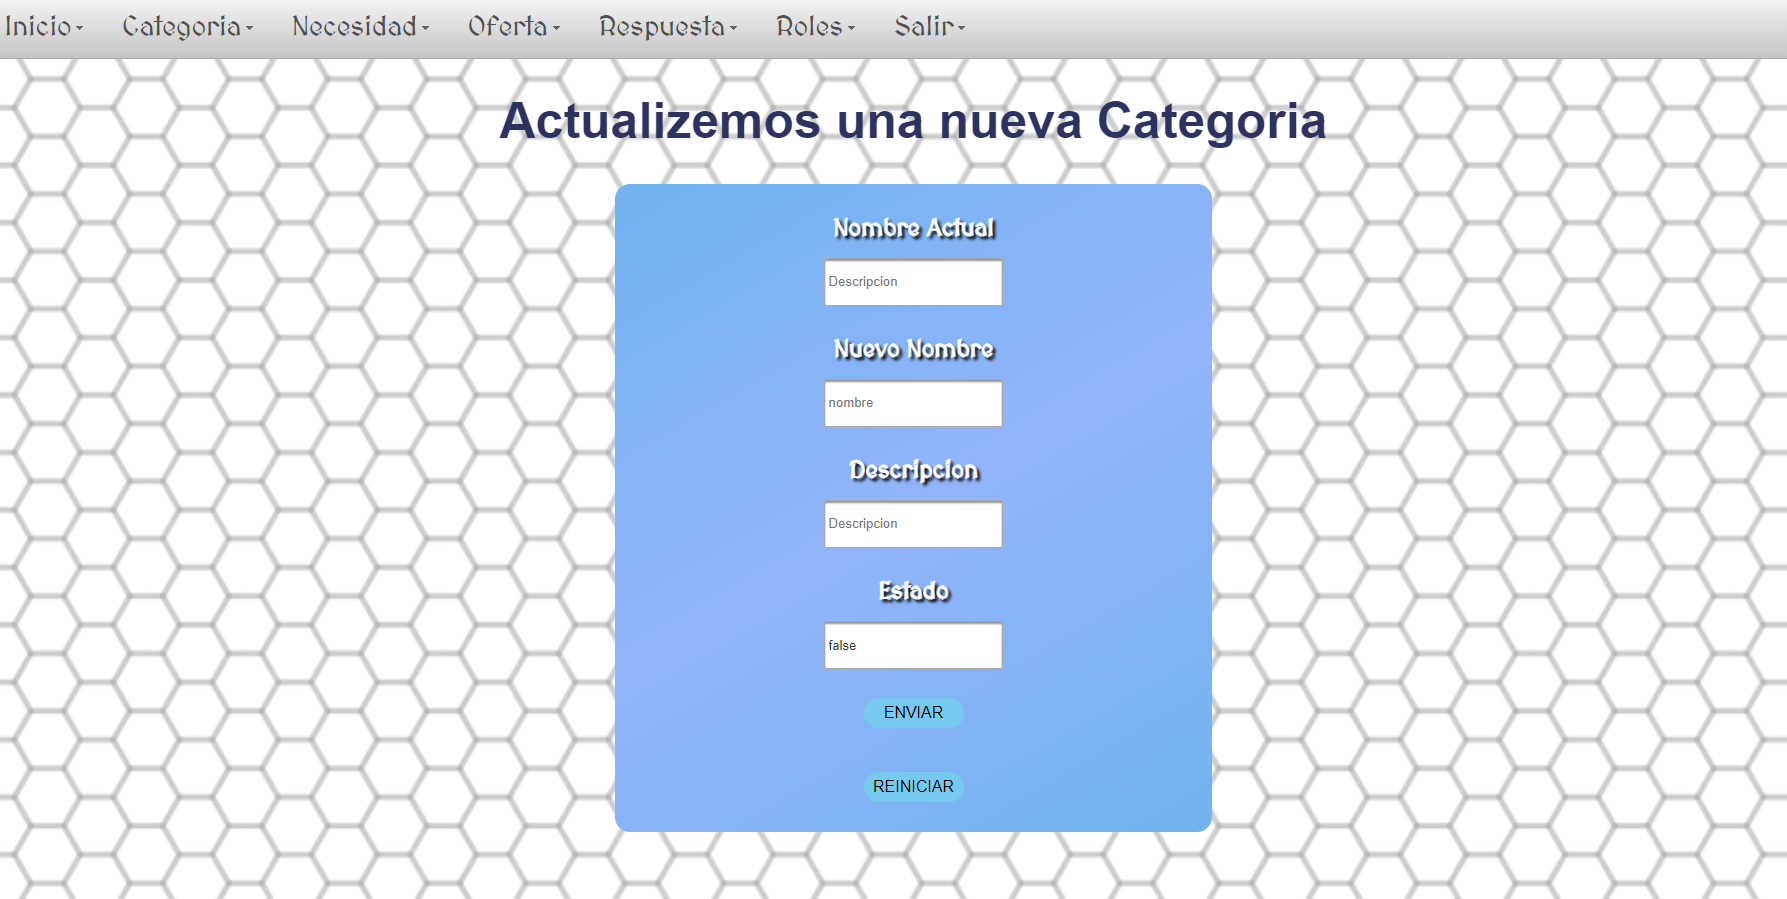 Inicio Categoria Necesidad Oferta Respuesta Roles Salir
Actualizemos una nueva Categoria
Nombre Actual
Descripcion
Nuevo Nombre
nombre
Descripcion
Descripcion
Estado
false
ENVIAR
REINICIAR